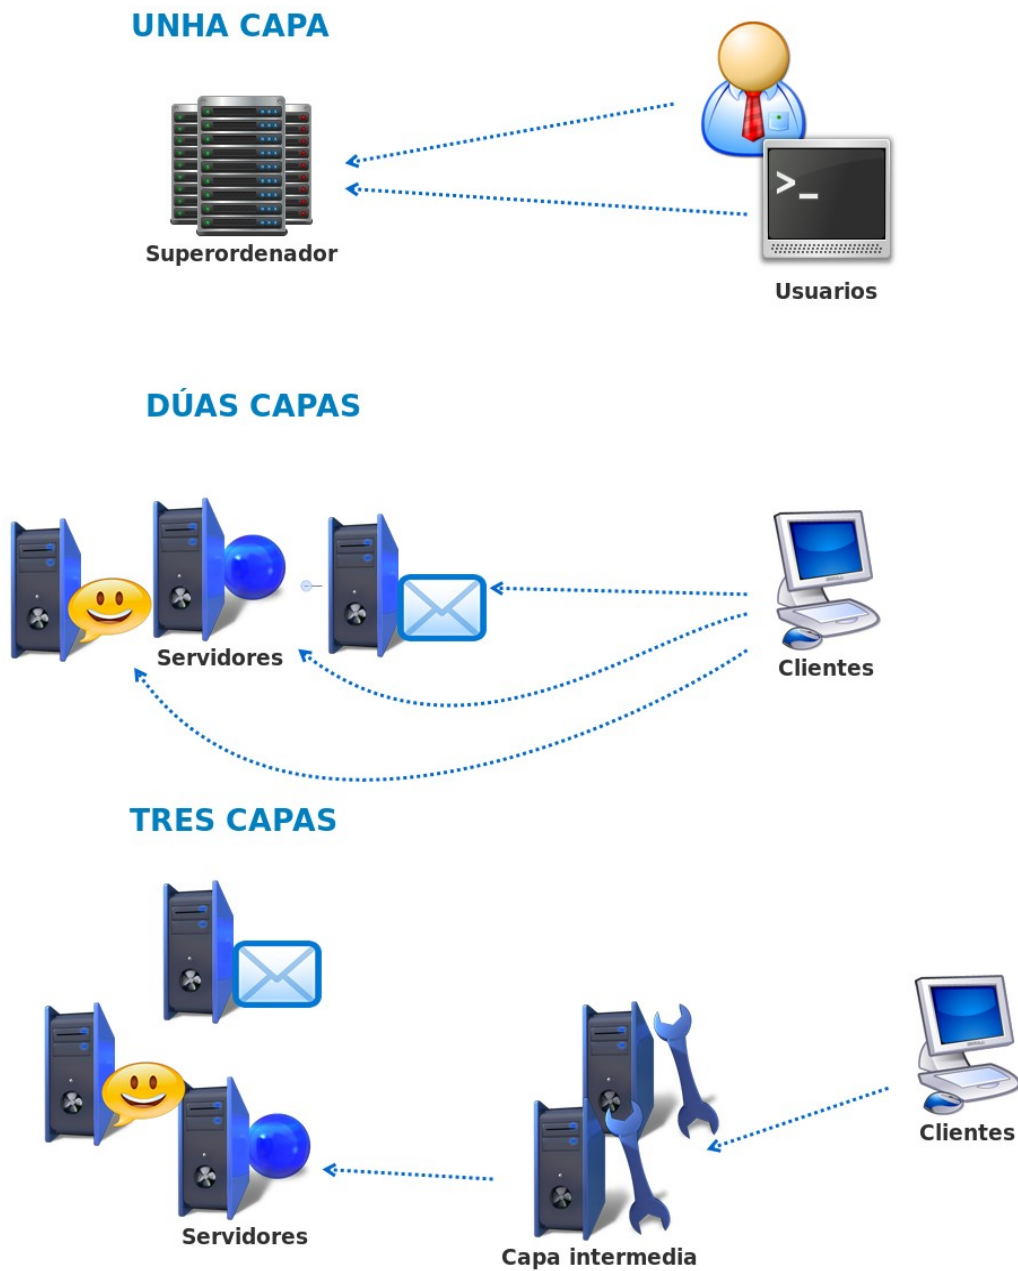 UNHA CAPA
>_
Superordenador
Usuarios
DÚAS CAPAS
Servidores
Clientes
TRES CAPAS
Clientes
Servidores
Capa intermedia